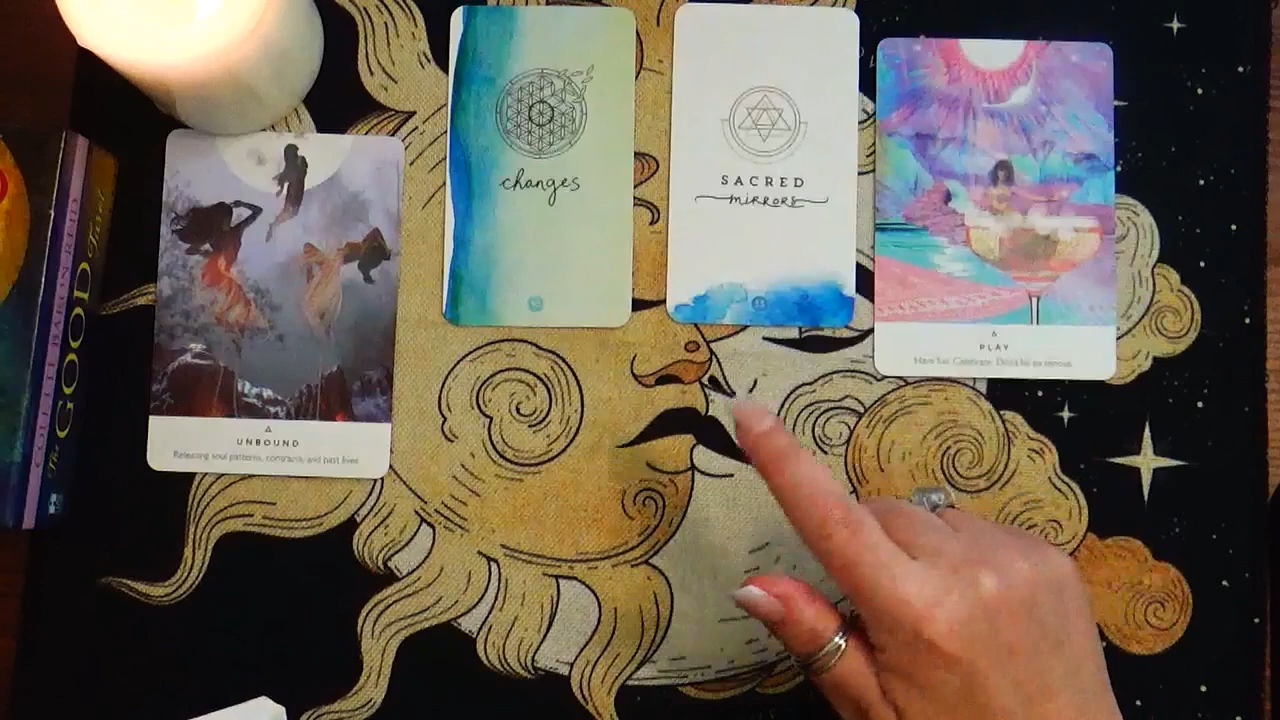 COLETTE BARON-REID
The GOOD Tarot
UNBOUND
Releasing soul patterns, contracts, and past lives.
changes
SACRED
mirrors
PLAY
Have fun. Celebrate. Don't be so serious.